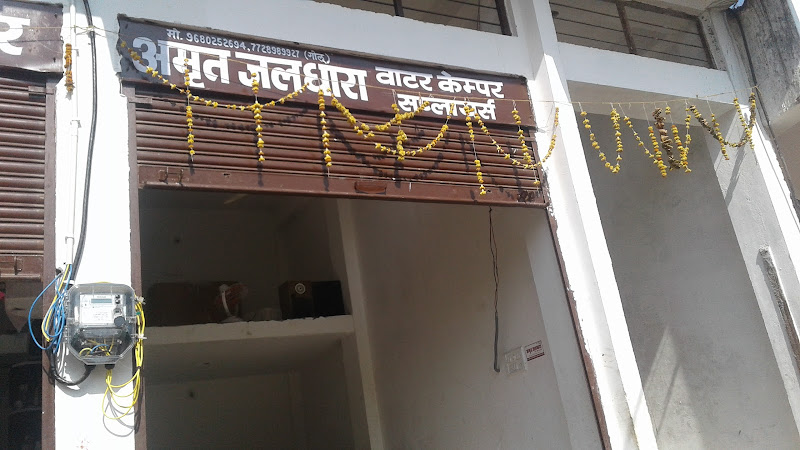 र
मो. 9680252694, 7728989927 (गोलू)
अमृत जलधारा वाटर केम्पर
सप्लायर्स